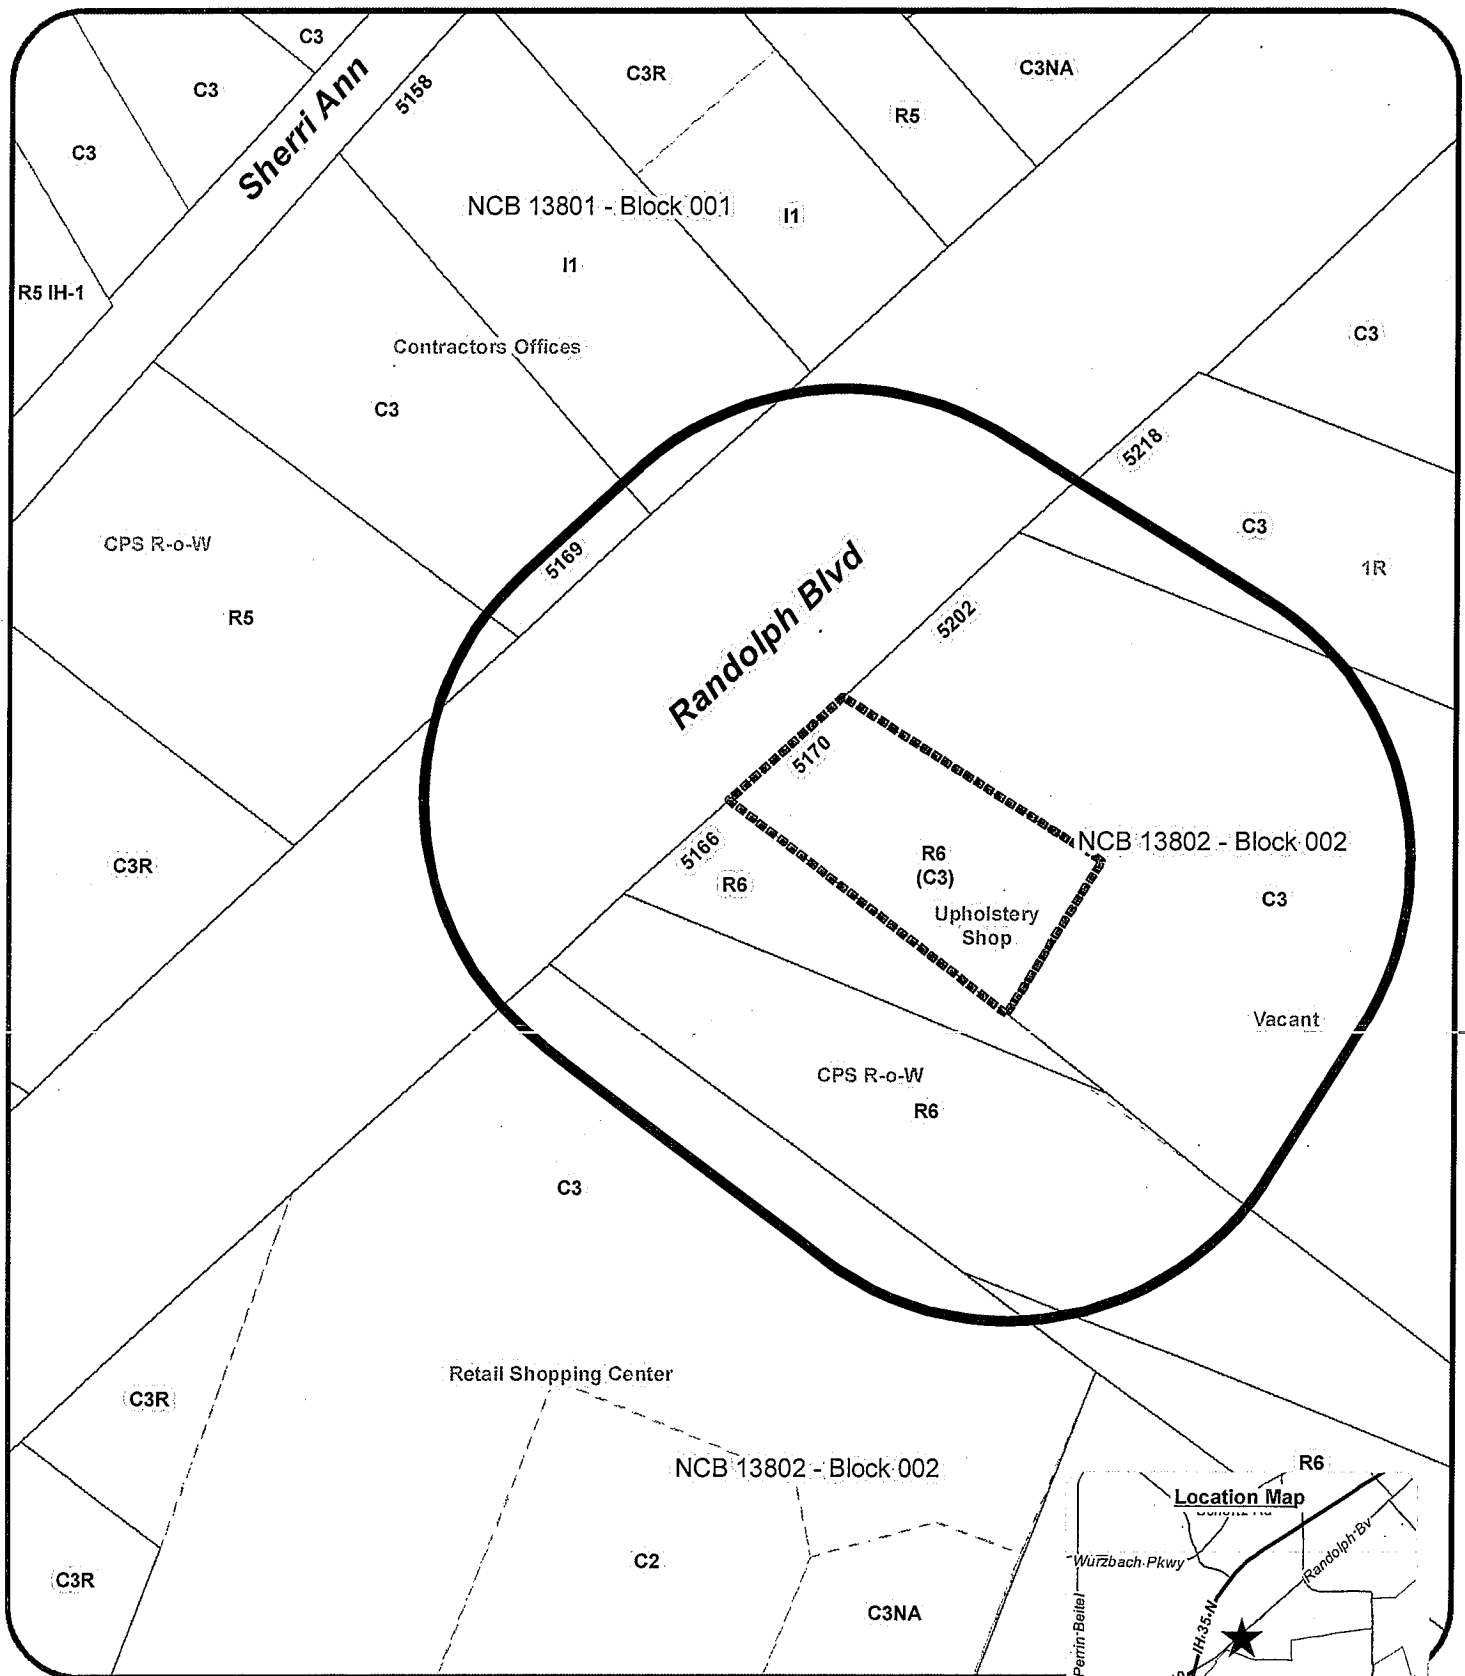 C3
C3
C3
Sherri Ann
5158
C3R
C3NA
R5
NCB 13801 - Block 001
I1
I1
R5 IH-1
Contractors Offices
C3
C3
5218
C3
1R
CPS R-o-W
R5
5169
Randolph Blvd
5202
5170
5166
R6
R6
(C3)
Upholstery
Shop
NCB 13802 - Block 002
C3
C3R
Vacant
CPS R-o-W
R6
C3
Retail Shopping Center
C3R
NCB 13802 - Block 002
C2
C3NA
C3R
R6
Location Map
Wurzbach Pkwy
Randolph Bv
Perrin Beitel
IH 35 N